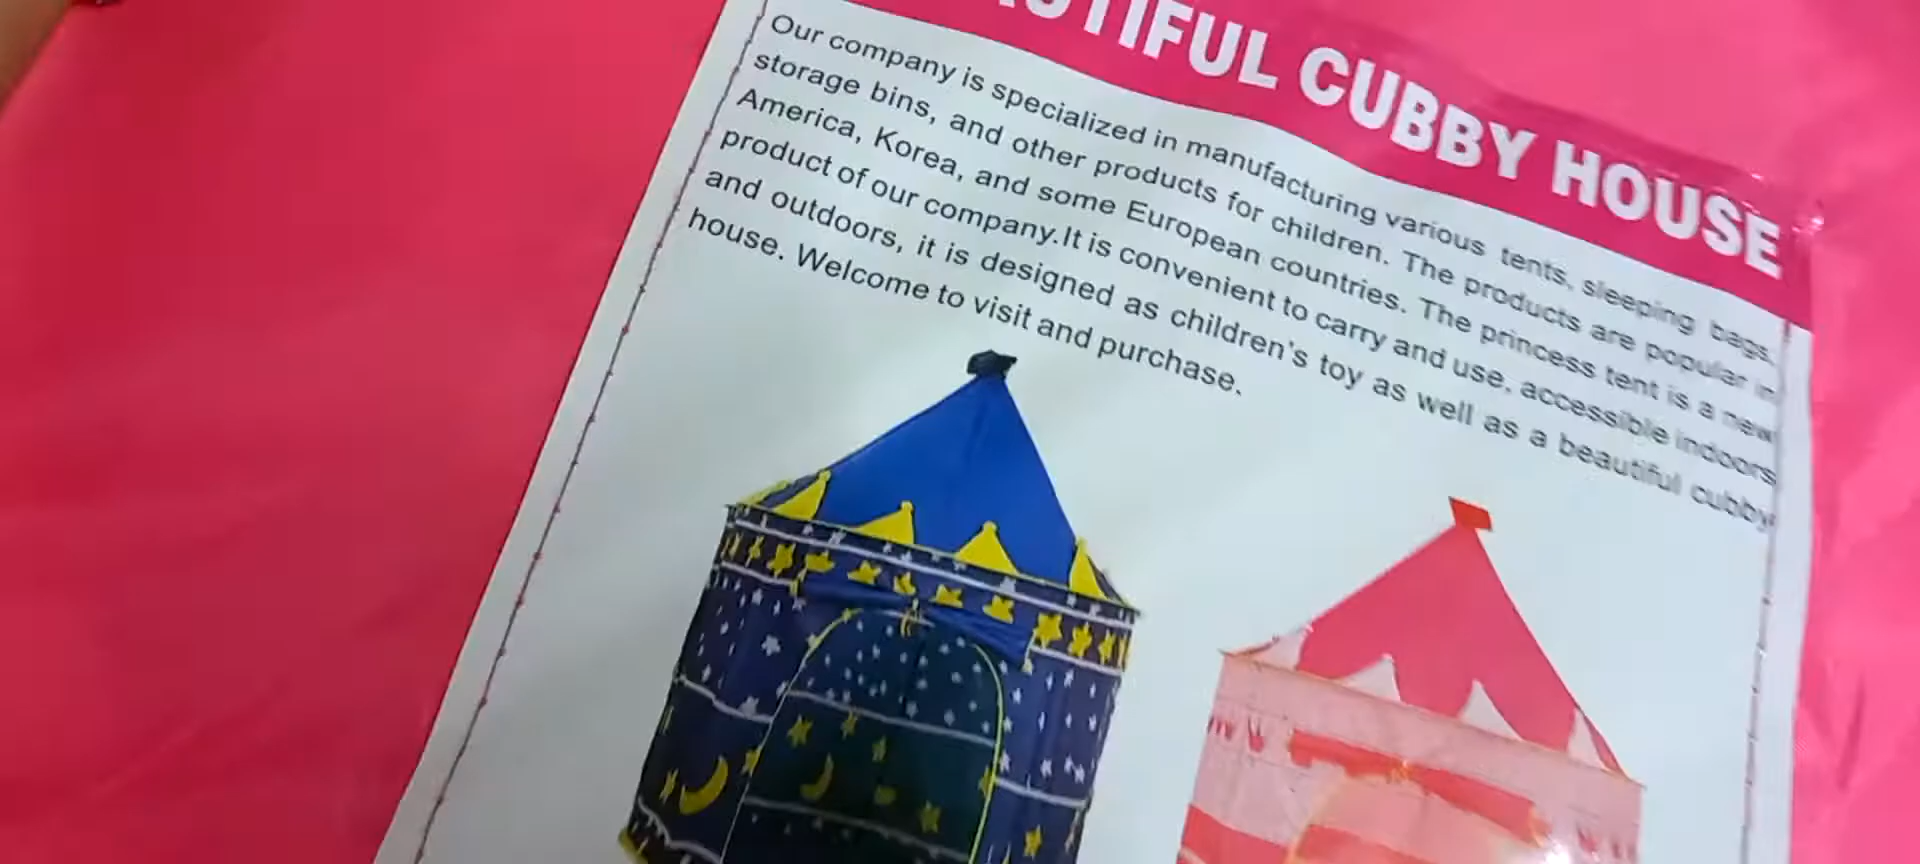 BEAUTIFUL CUBBY HOUSE
Our company is specialized in manufacturing various tents, sleeping bags,
storage bins, and other products for children. The products are popular in
America, Korea, and some European countries. The princess tent is a new
product of our company.It is convenient to carry and use, accessible indoors
and outdoors, it is designed as children's toy as well as a beautiful cubby
house. Welcome to visit and purchase.